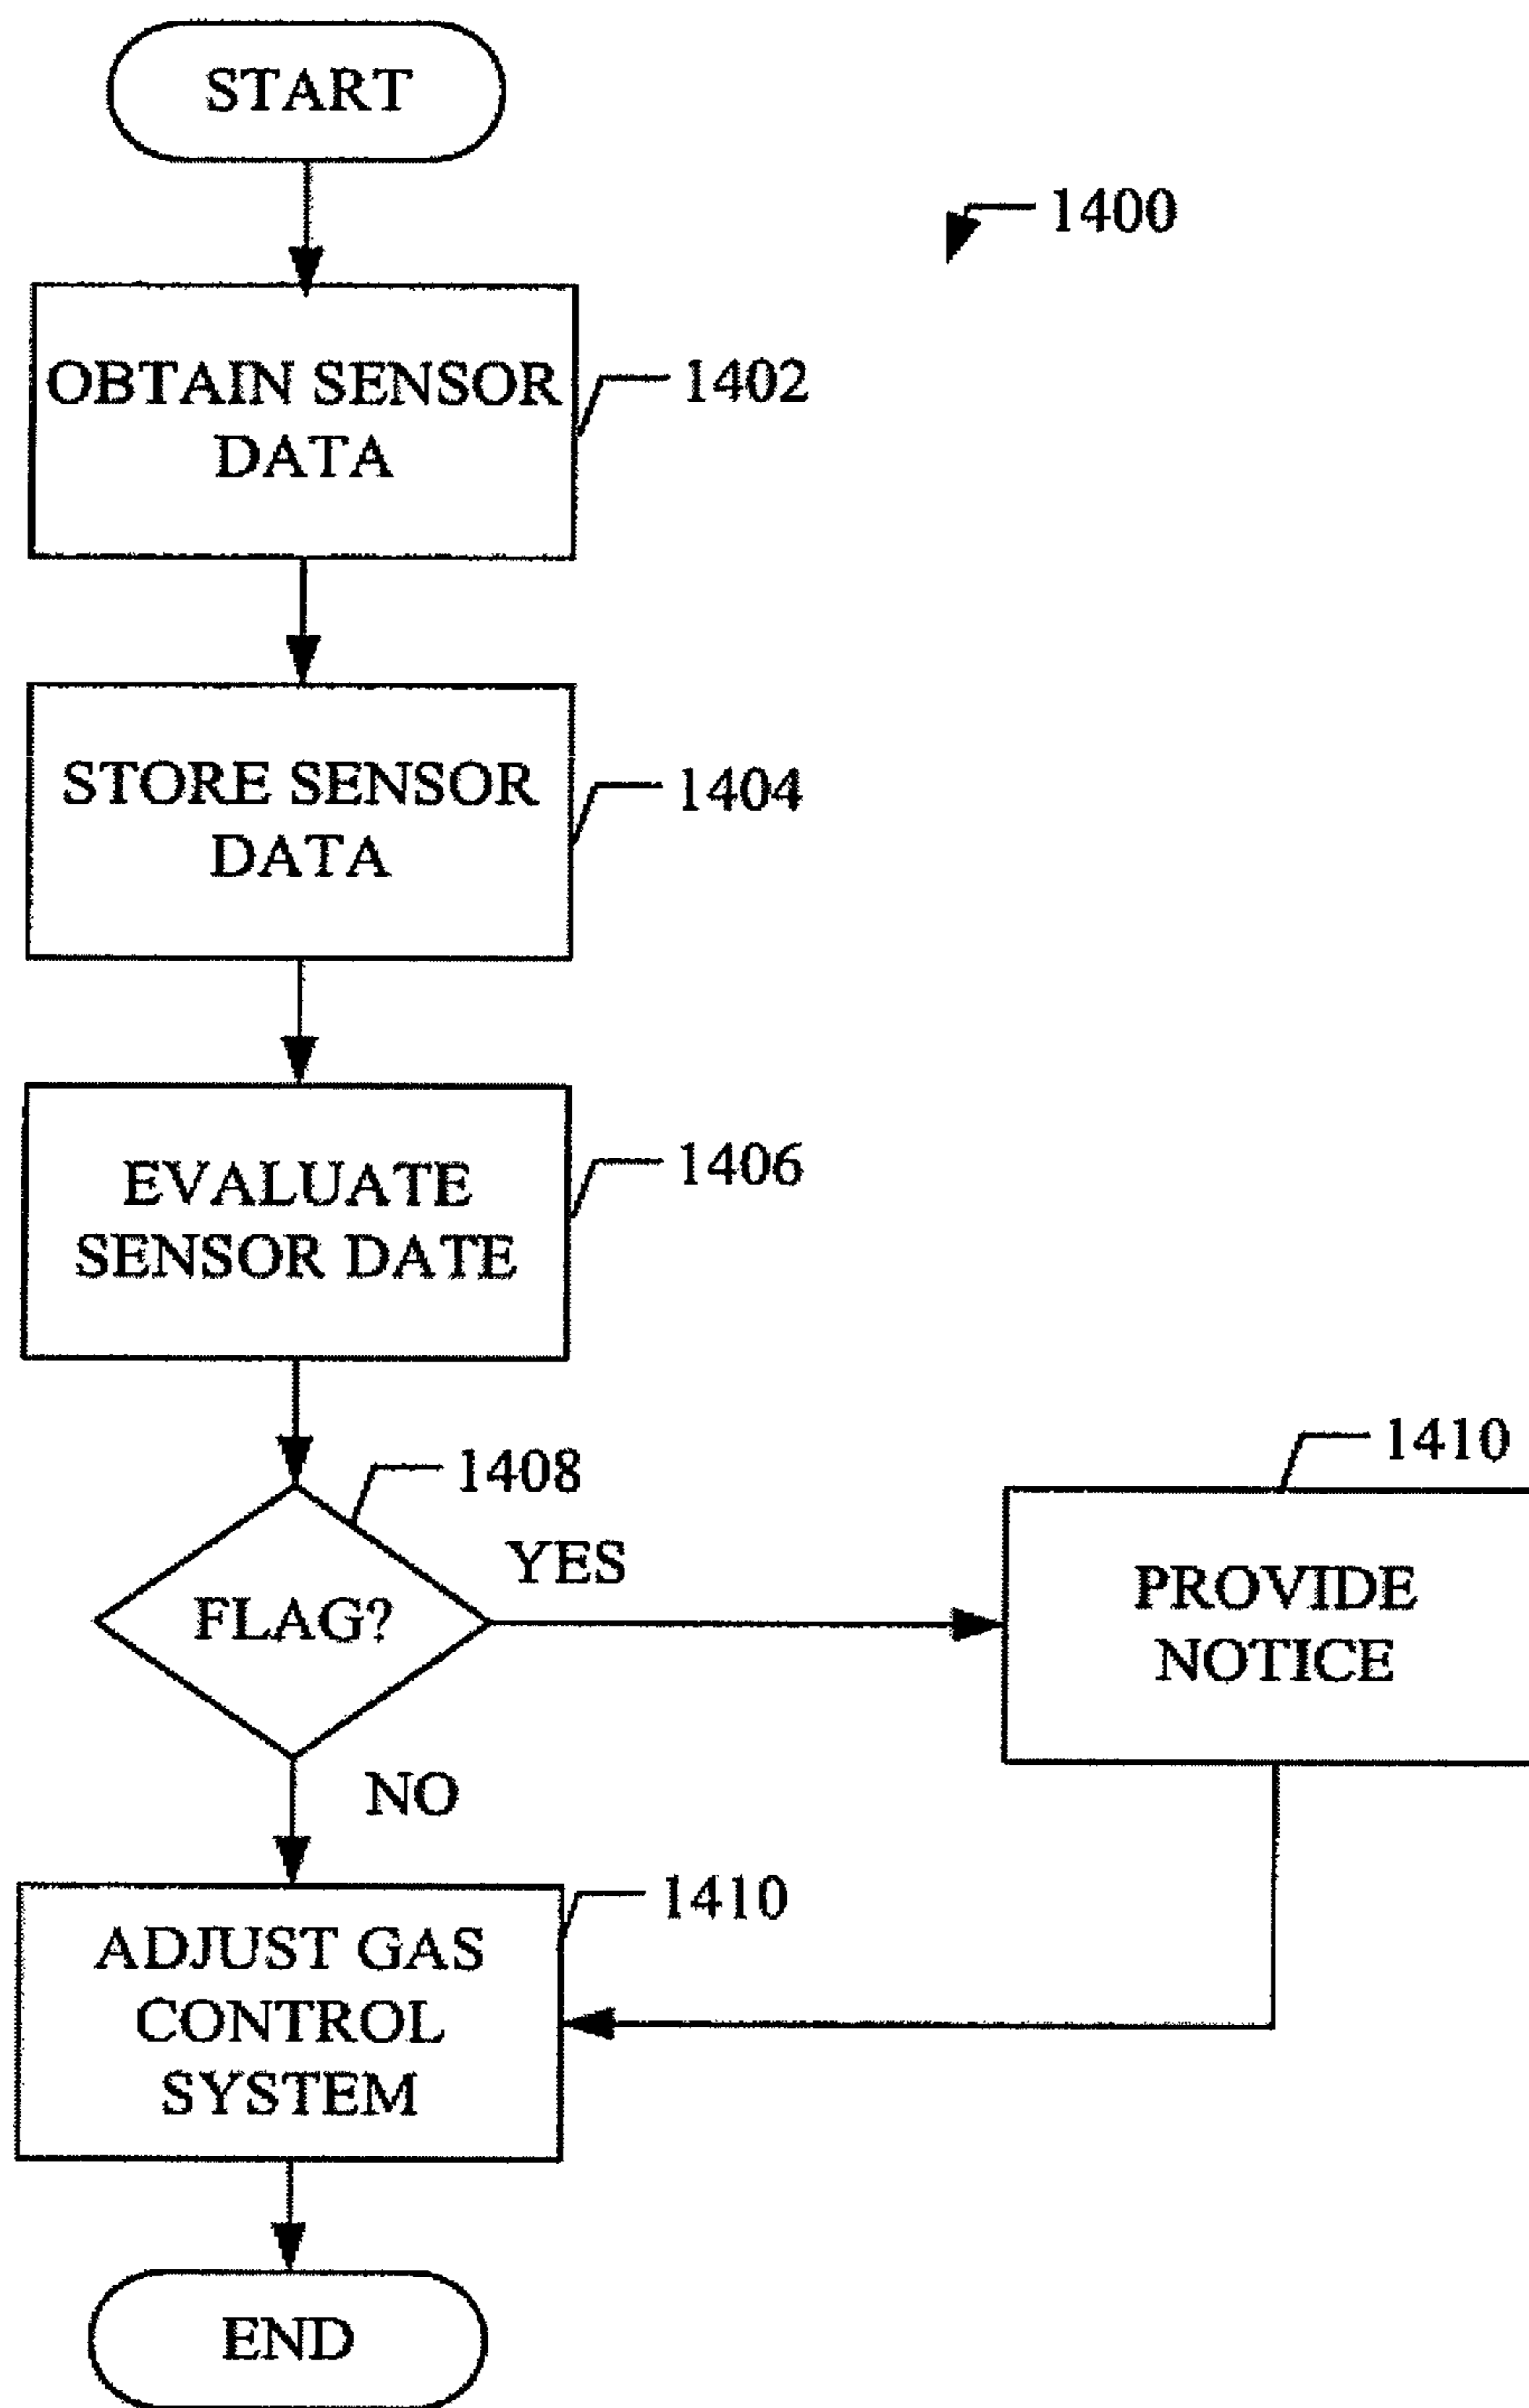 START
1400
OBTAIN SENSOR
DATA
1402
STORE SENSOR
DATA
1404
EVALUATE
SENSOR DATE
1406
1408
FLAG?
YES
NO
1410
PROVIDE
NOTICE
1410
ADJUST GAS
CONTROL
SYSTEM
END